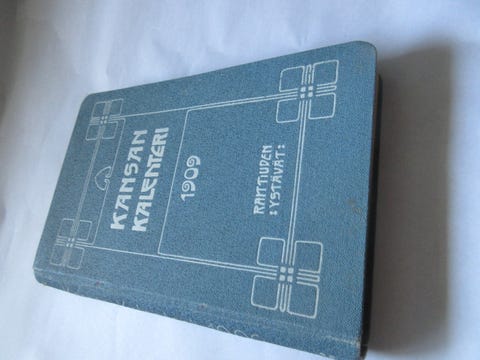 KANSAN
KALENTERI
1909
RAITTIUDEN
:YSTÄVÄT: